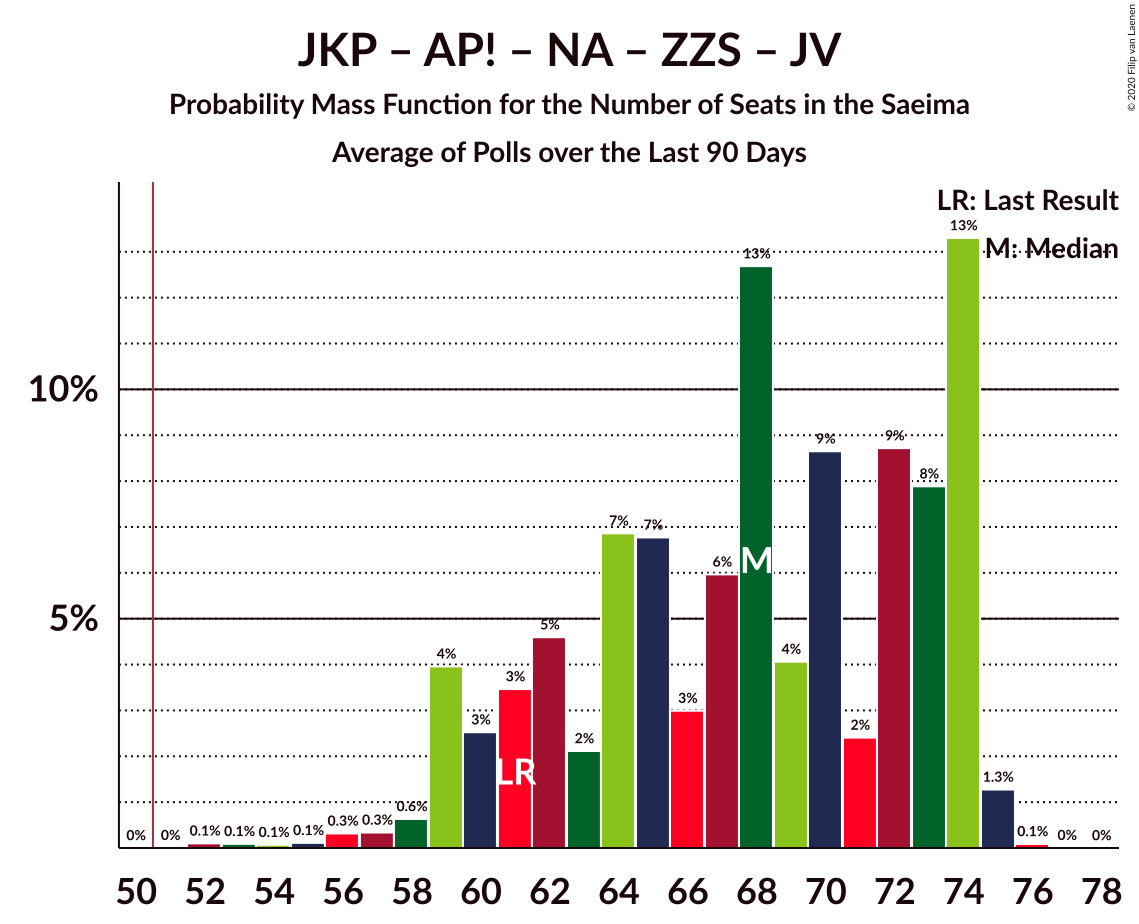 JKP – AP! – NA – ZZS – JV
Probability Mass Function for the Number of Seats in the Saeima
Average of Polls over the Last 90 Days
© 2020 Filip van Laenen
LR: Last Result
M: Median
10%
5%
0% 0% 0.1% 0.1% 0.1% 0.1% 0.3% 0.3% 0.6% 4% 3% 3% 5% 2% 7% 7% 3% 6% 13% 4% 9% 2% 9% 8% 13% 1.3% 0.1% 0% 0%
LR
M
50 52 54 56 58 60 62 64 66 68 70 72 74 76 78